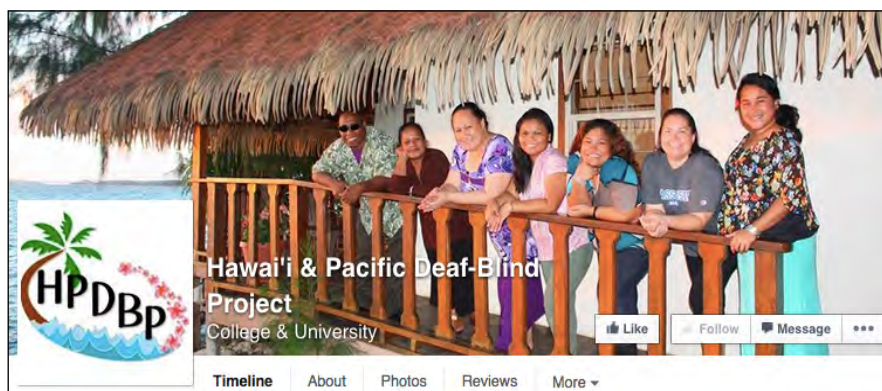 HPDBP
Hawai'i & Pacific Deaf-Blind
Project
College & University
Like Follow Message
Timeline About Photos Reviews More